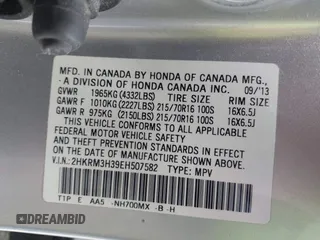 MFD. IN CANADA BY HONDA OF CANADA MFG.,
- A DIVISION OF HONDA CANADA INC. 09/'13
GVWR 1965KG (4332LBS) TIRE SIZE RIM SIZE
GAWR F 1010KG (2227LBS) 215/70R16 100S 16X6.5J
GAWR R 975KG (2150LBS) 215/70R16 100S 16X6.5J
THIS VEHICLE CONFORMS TO ALL APPLICABLE
FEDERAL MOTOR VEHICLE SAFETY AND
THEFT PREVENTION STANDARDS IN EFFECT ON
THE DATE OF MANUFACTURE SHOWN ABOVE.
V.I.N.: 2HKRM3H39EH507582 TYPE: MPV
T1P E AA5 -NH700MX -B -H
BidMotors